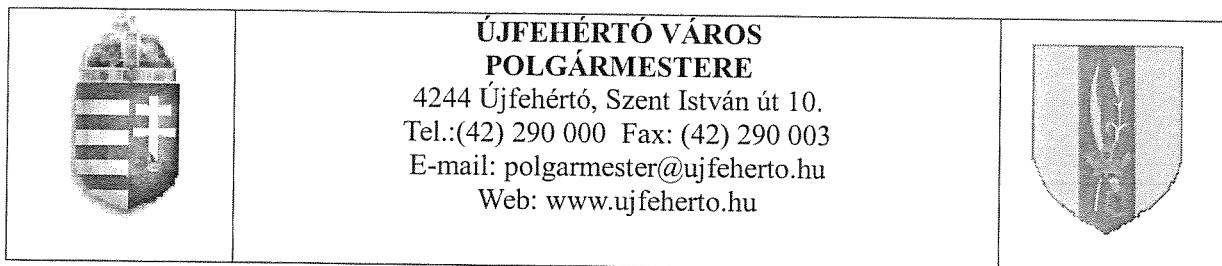 ÚJFEHÉRTÓ VÁROS
POLGÁRMESTERE
4244 Újfehértó, Szent István út 10.
Tel.:(42) 290 000 Fax: (42) 290 003
E-mail: polgarmester@ujfeherto.hu
Web: www.ujfeherto.hu